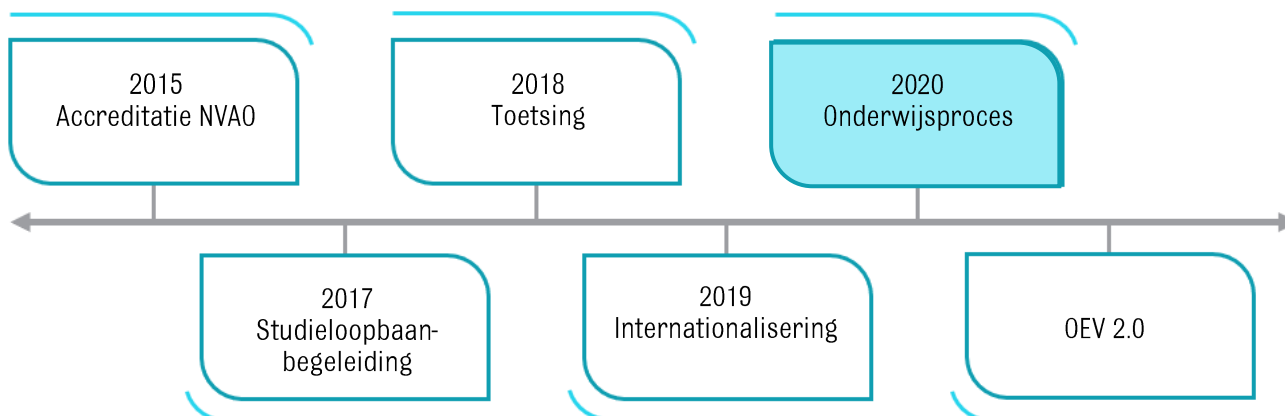 2015
Accreditatie NVAO
2017
Studieloopbaan-
begeleiding
2018
Toetsing
2019
Internationalisering
2020
Onderwijsproces
OEV 2.0